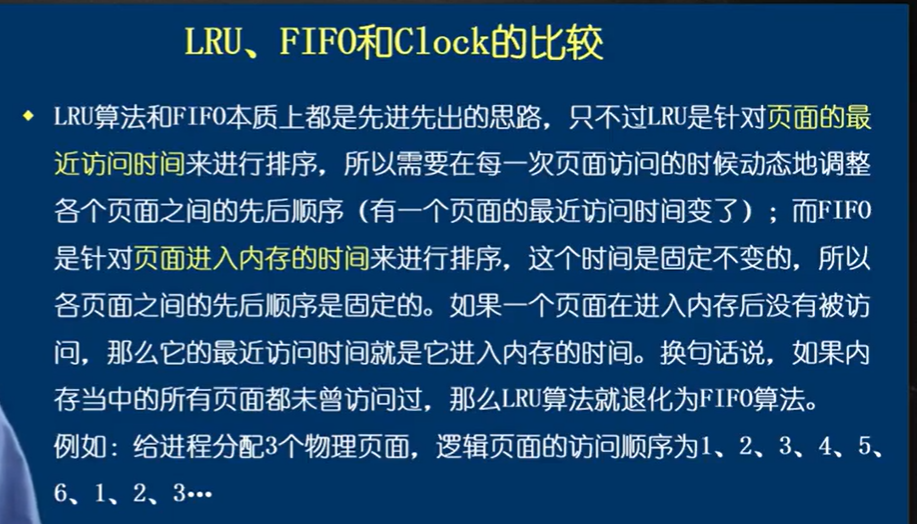 LRU、FIFO和Clock的比较
LRU算法和FIFO本质上都是先进先出的思路，只不过LRU是针对页面的最
近访问时间来进行排序，所以需要在每一次页面访问的时候动态地调整
各个页面之间的先后顺序（有一个页面的最近访问时间变了）；而FIFO
是针对页面进入内存的时间来进行排序，这个时间是固定不变的，所以
各页面之间的先后顺序是固定的。如果一个页面在进入内存后没有被访
问，那么它的最近访问时间就是它进入内存的时间。换句话说，如果内
存当中的所有页面都未曾访问过，那么LRU算法就退化为FIFO算法。
例如：给进程分配3个物理页面，逻辑页面的访问顺序为1、2、3、4、5、
6、1、2、3…